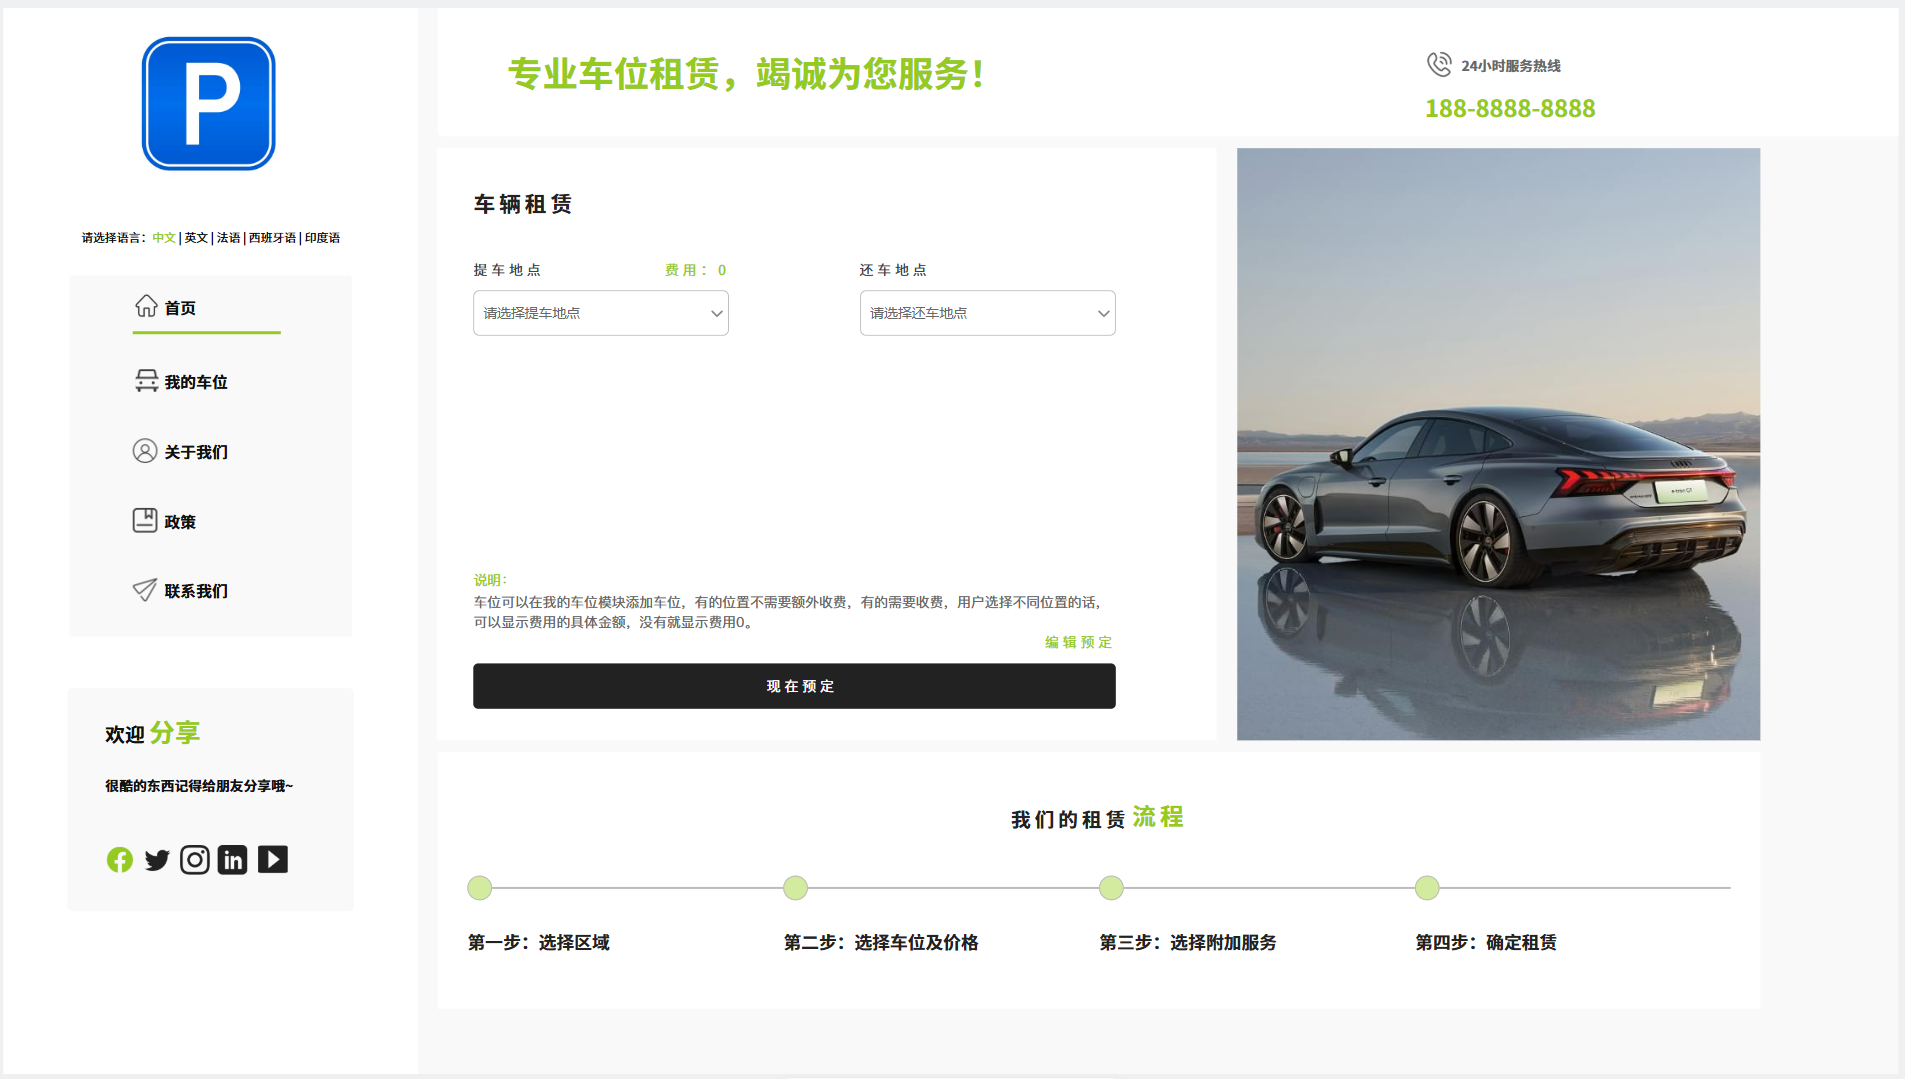 P
请选择语言：中文 | 英文 | 法语 | 西班牙语 | 印度语
首页
我的车位
关于我们
政策
联系我们
欢迎 分享
很酷的东西记得给朋友分享哦~
专业车位租赁，竭诚为您服务！
24小时服务热线
188-8888-8888
车辆租赁
提车地点 费用：0 还车地点
请选择提车地点 请选择还车地点
说明：
车位可以在我的车位模块添加车位，有的位置不需要额外收费，有的需要收费，用户选择不同位置的话，
可以显示费用的具体金额，没有就显示费用0。
编辑预定
现在预定
e-tron GT
我们的租赁 流程
第一步：选择区域 第二步：选择车位及价格 第三步：选择附加服务 第四步：确定租赁